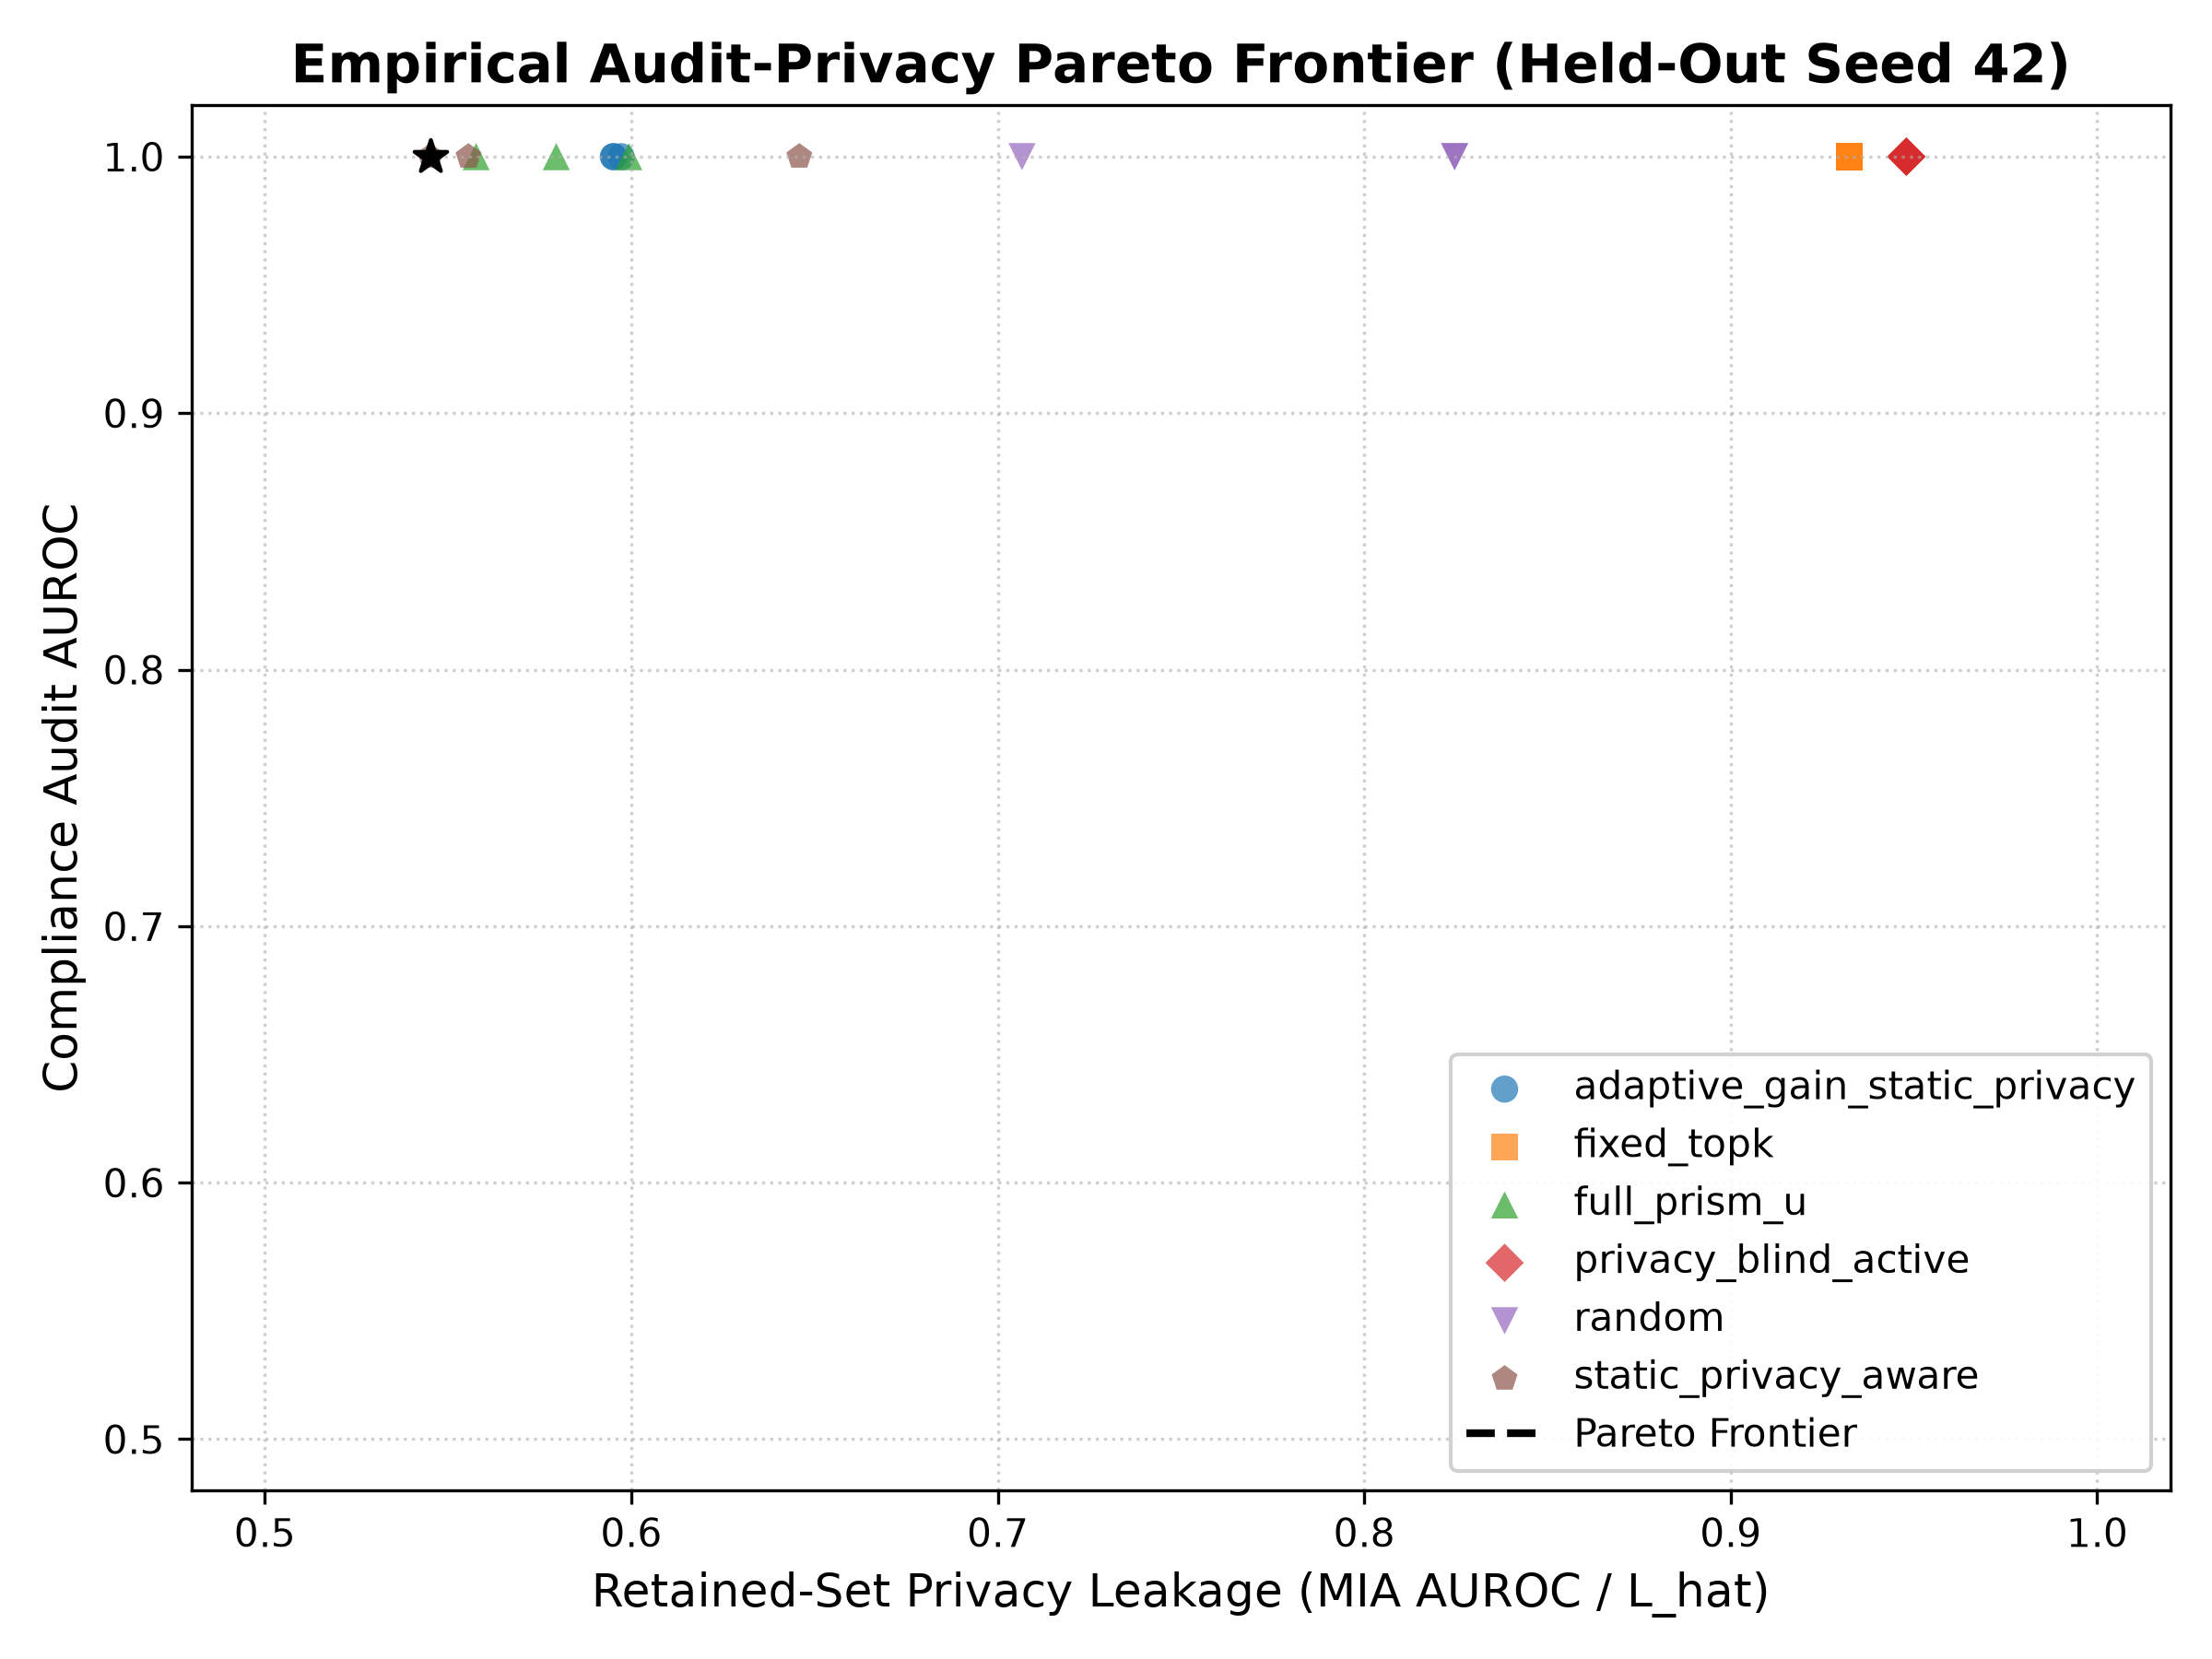 Empirical Audit-Privacy Pareto Frontier (Held-Out Seed 42)
Compliance Audit AUROC
1.0
0.9
0.8
0.7
0.6
0.5
adaptive_gain_static_privacy
fixed_topk
full_prism_u
privacy_blind_active
random
static_privacy_aware
Pareto Frontier
0.5 0.6 0.7 0.8 0.9 1.0
Retained-Set Privacy Leakage (MIA AUROC / L_hat)